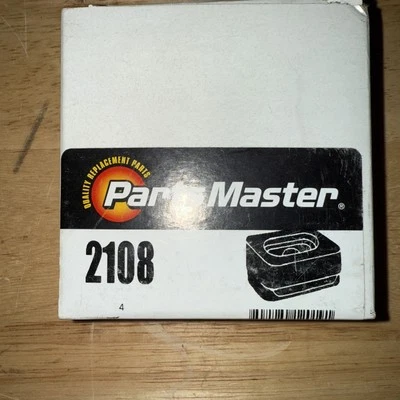 QUALITY REPLACEMENT PARTS
Parts Master®
2108
4